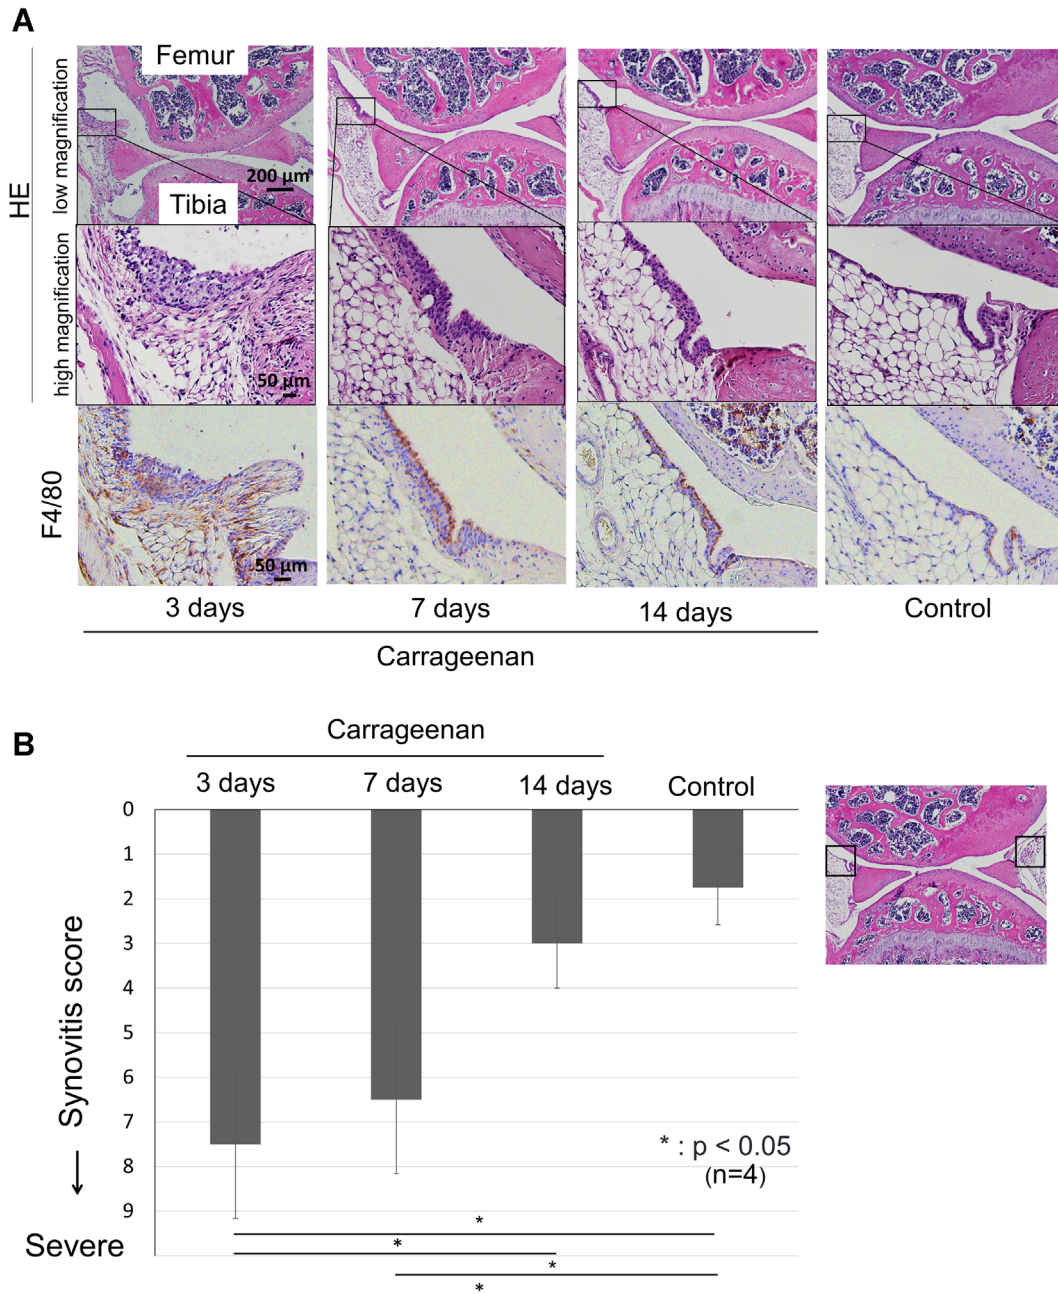 A
HE
low magnification
Femur
200 µm
Tibia
high magnification
50 µm
F4/80
50 µm
3 days
7 days
14 days
Control
Carrageenan
B
Carrageenan
3 days
7 days
14 days
Control
0
1
2
3
4
5
6
7
8
9
Synovitis score
Severe
* : p < 0.05
(n=4)
*
*
*
*